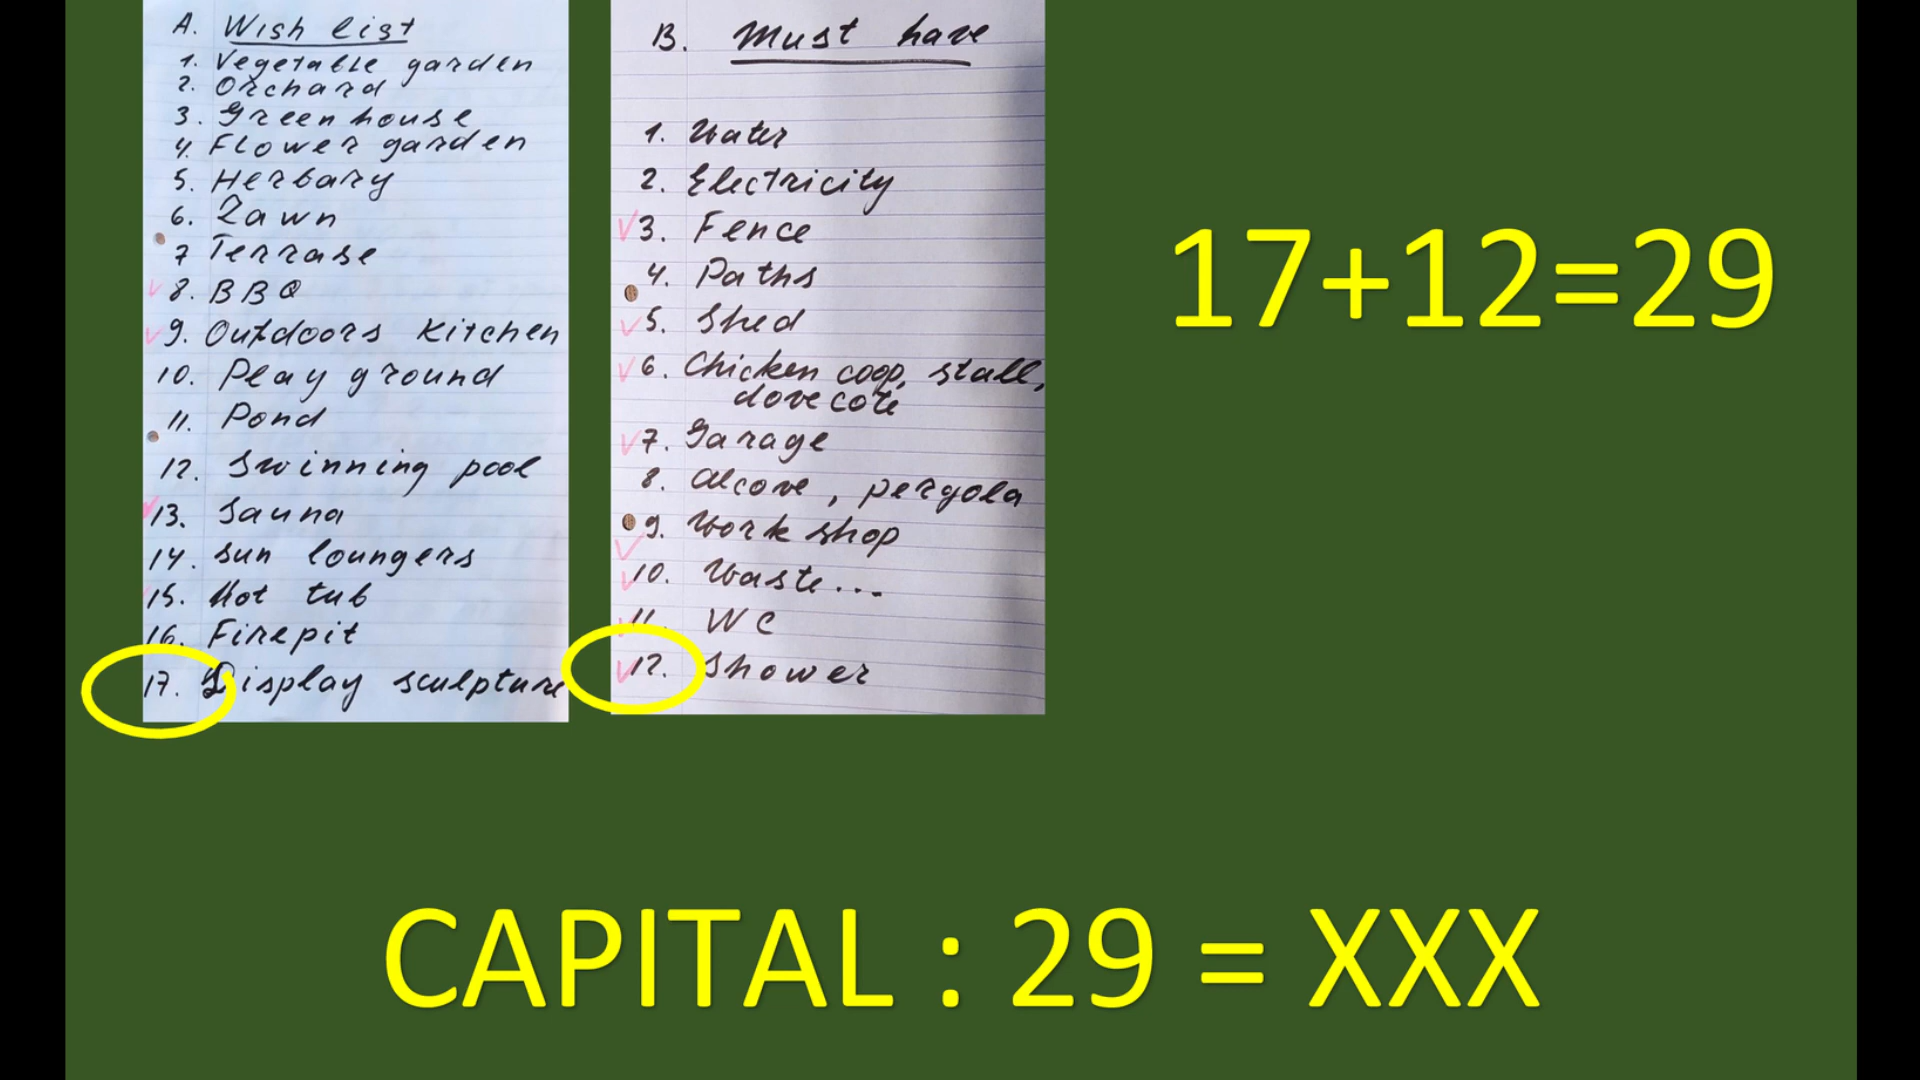 A. Wish list
1. Vegetable garden
2. Orchard
3. Greenhouse
4. Flower garden
5. Herbary
6. Lawn
7 Terrase
8. BBQ
9. Outdoors kitchen
10. Play ground
11. Pond
12. Swinning pool
13. Sauna
14. sun loungers
15. Hot tub
16. Firepit
17. Display sculpture
B. Must have
1. Water
2. Electricity
3. Fence
4. Paths
5. Shed
6. Chicken coop, stall,
dovecote
7. Garage
8. Alcove, pergola
9. Work shop
10. Waste...
11. WC
12. Shower
17+12=29
CAPITAL : 29 = XXX